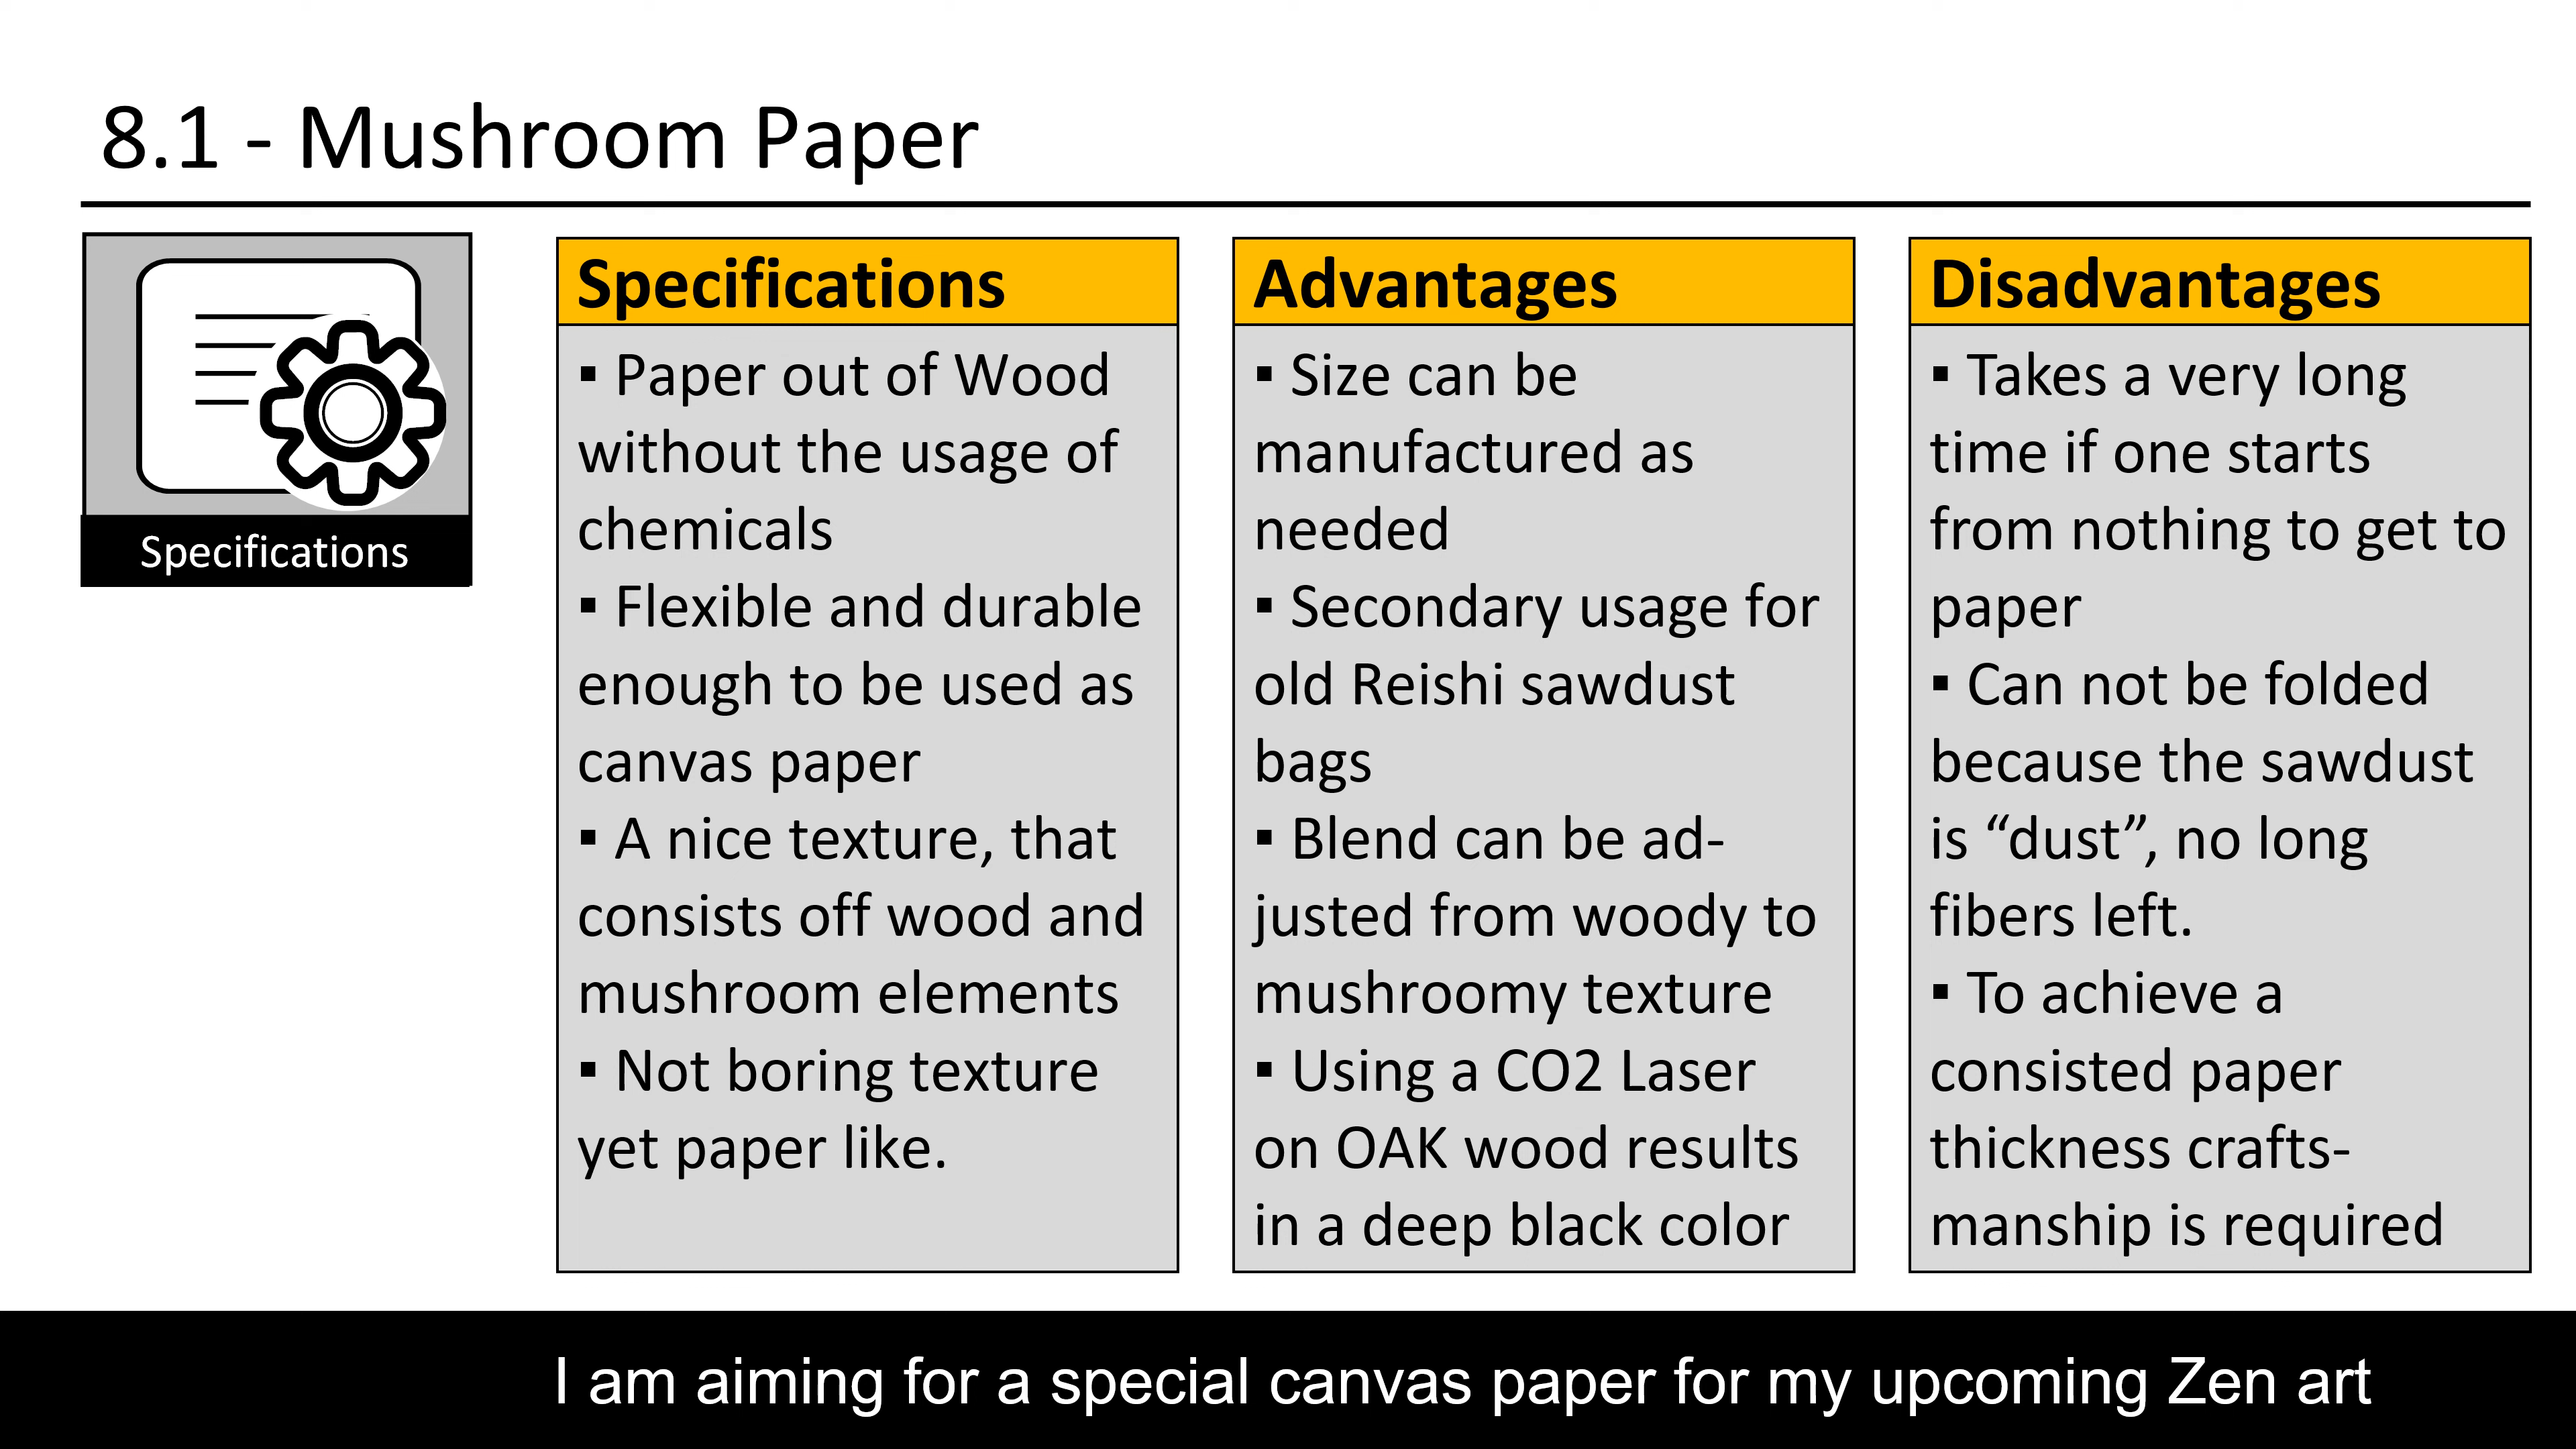 8.1 - Mushroom Paper
Specifications
Specifications
▪ Paper out of Wood
without the usage of
chemicals
▪ Flexible and durable
enough to be used as
canvas paper
▪ A nice texture, that
consists off wood and
mushroom elements
▪ Not boring texture
yet paper like.
Advantages
▪ Size can be
manufactured as
needed
▪ Secondary usage for
old Reishi sawdust
bags
▪ Blend can be ad-
justed from woody to
mushroomy texture
▪ Using a CO2 Laser
on OAK wood results
in a deep black color
Disadvantages
▪ Takes a very long
time if one starts
from nothing to get to
paper
▪ Can not be folded
because the sawdust
is “dust”, no long
fibers left.
▪ To achieve a
consisted paper
thickness crafts-
manship is required
I am aiming for a special canvas paper for my upcoming Zen art